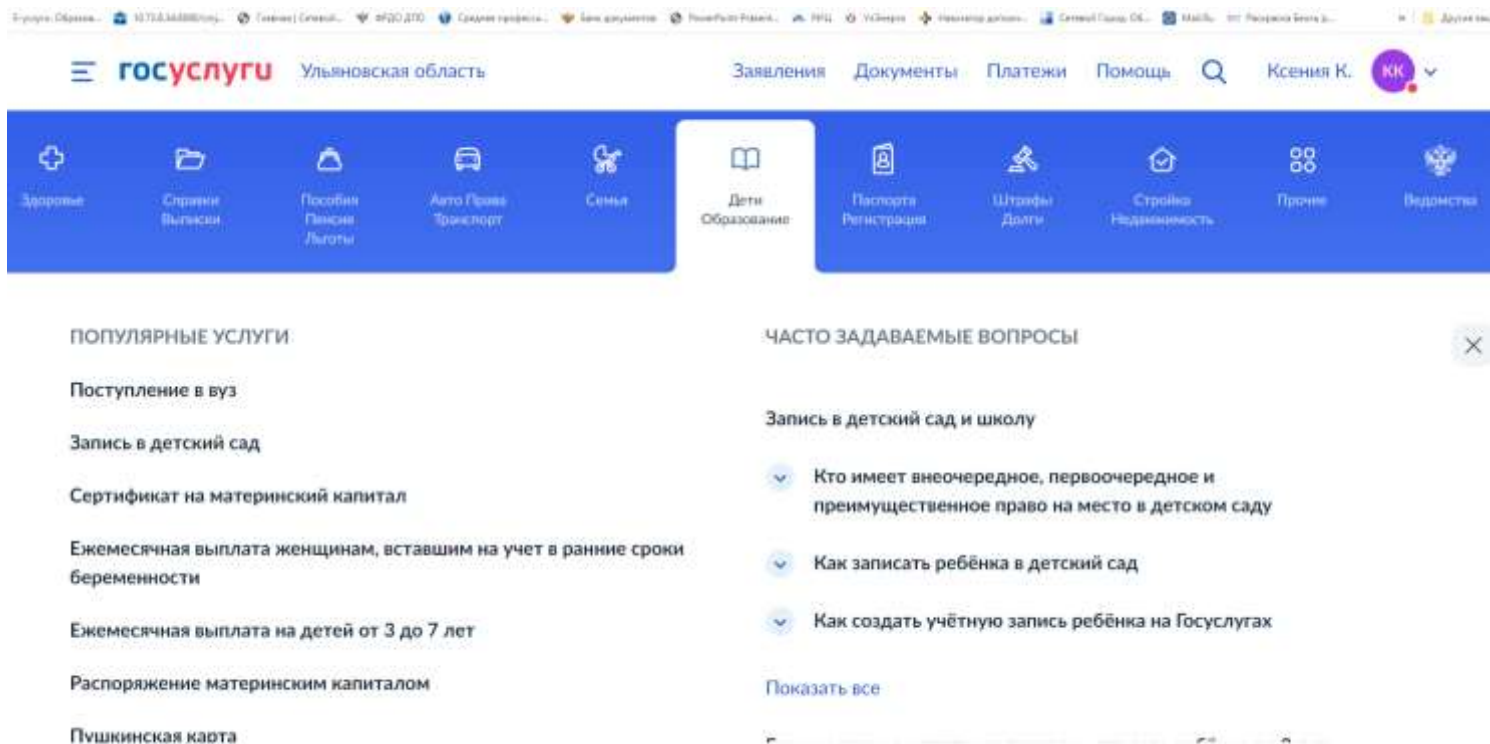 госуслуги Ульяновская область Заявления Документы Платежи Помощь Ксения К. КК
Здоровье
Справки
Выписки
Пособия
Пенсия
Льготы
Авто Права
Транспорт
Семья
Дети
Образование
Паспорта
Регистрация
Штрафы
Долги
Стройка
Недвижимость
Прочее
Ведомства
ПОПУЛЯРНЫЕ УСЛУГИ
Поступление в вуз
Запись в детский сад
Сертификат на материнский капитал
Ежемесячная выплата женщинам, вставшим на учет в ранние сроки
беременности
Ежемесячная выплата на детей от 3 до 7 лет
Распоряжение материнским капиталом
Пушкинская карта
ЧАСТО ЗАДАВАЕМЫЕ ВОПРОСЫ
Запись в детский сад и школу
Кто имеет внеочередное, первоочередное и
преимущественное право на место в детском саду
Как записать ребёнка в детский сад
Как создать учётную запись ребёнка на Госуслугах
Показать все